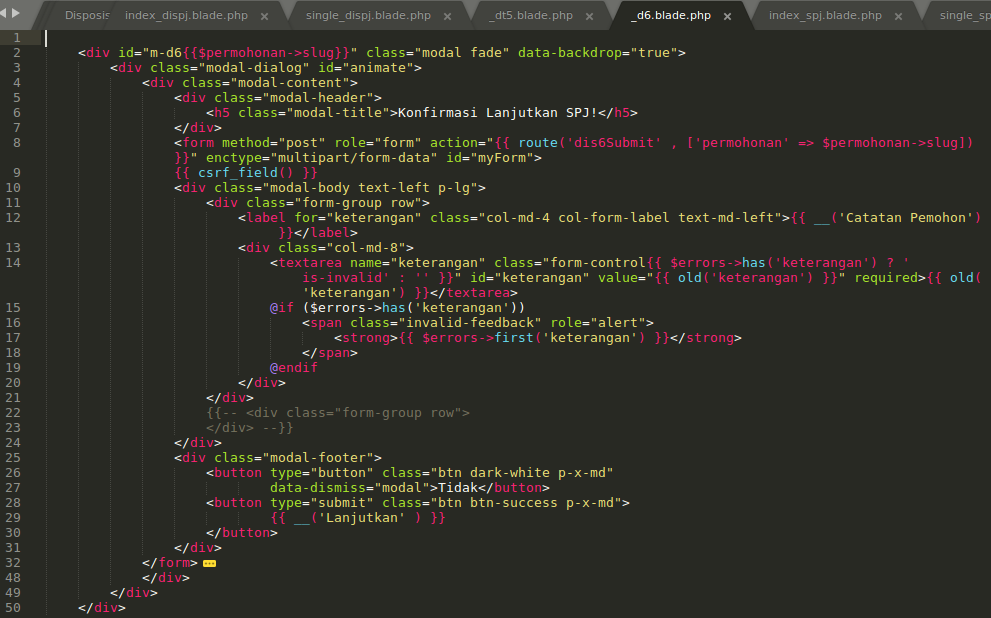 Disposis index_dispj.blade.php × single_dispj.blade.php × _dt5.blade.php × _d6.blade.php × index_spj.blade.php × single_sp
1
2 <div id="m-d6{{$permohonan->slug}}" class="modal fade" data-backdrop="true">
3 <div class="modal-dialog" id="animate">
4 <div class="modal-content">
5 <div class="modal-header">
6 <h5 class="modal-title">Konfirmasi Lanjutkan SPJ!</h5>
7 </div>
8 <form method="post" role="form" action="{{ route('dis6Submit' , ['permohonan' => $permohonan->slug])
}}" enctype="multipart/form-data" id="myForm">
9 {{ csrf_field() }}
10 <div class="modal-body text-left p-lg">
11 <div class="form-group row">
12 <label for="keterangan" class="col-md-4 col-form-label text-md-left">{{ __('Catatan Pemohon')
}}</label>
13 <div class="col-md-8">
14 <textarea name="keterangan" class="form-control{{ $errors->has('keterangan') ? '
is-invalid' : '' }}" id="keterangan" value="{{ old('keterangan') }}" required>{{ old(
'keterangan') }}</textarea>
15 @if ($errors->has('keterangan'))
16 <span class="invalid-feedback" role="alert">
17 <strong>{{ $errors->first('keterangan') }}</strong>
18 </span>
19 @endif
20 </div>
21 </div>
22 {{-- <div class="form-group row">
23 </div> --}}
24 </div>
25 <div class="modal-footer">
26 <button type="button" class="btn dark-white p-x-md"
27 data-dismiss="modal">Tidak</button>
28 <button type="submit" class="btn btn-success p-x-md">
29 {{ __('Lanjutkan' ) }}
30 </button>
31 </div>
32 </form>
48 </div>
49 </div>
50 </div>